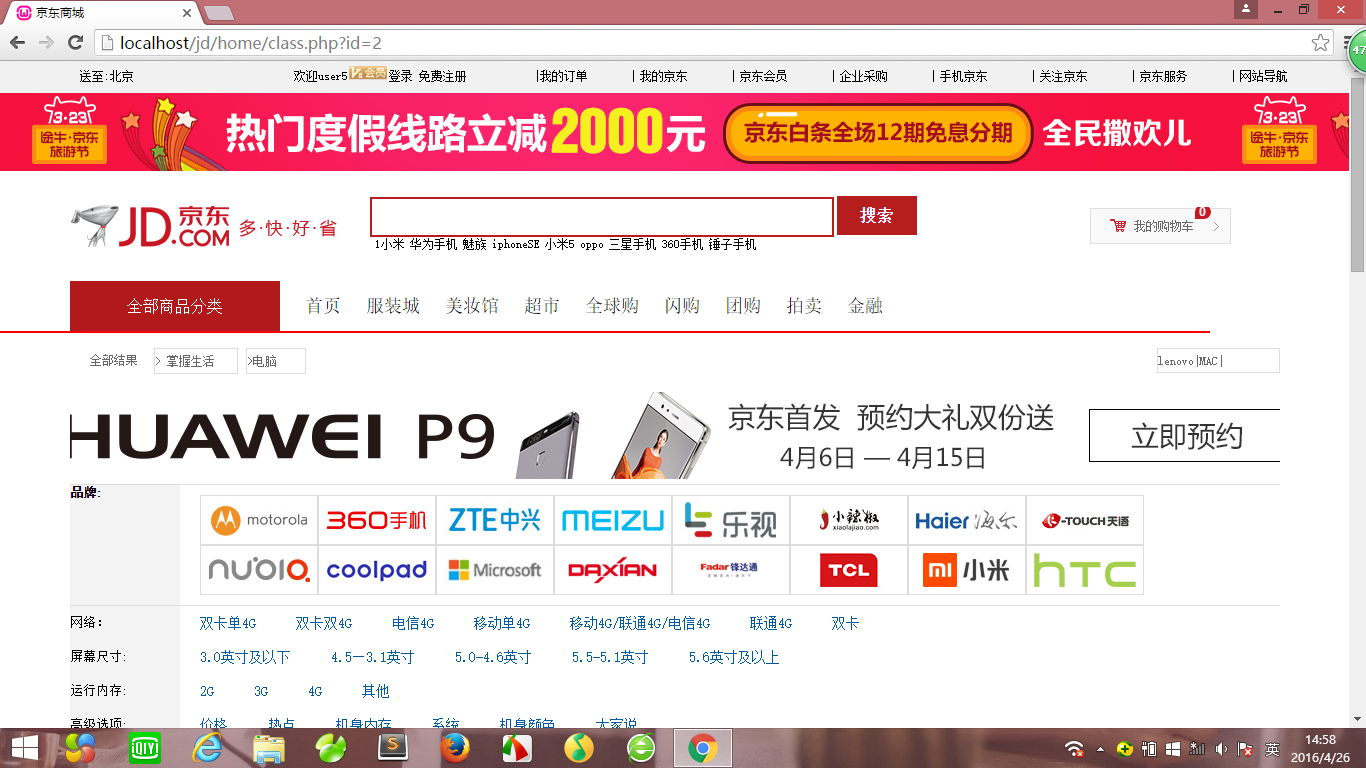 京东商城
localhost/jd/home/class.php?id=2
47
送至:北京 欢迎user5 V2会员 登录 免费注册 |我的订单 | 我的京东 | 京东会员 | 企业采购 | 手机京东 | 关注京东 | 京东服务 | 网站导航
3·23 途牛·京东 旅游节 热门度假线路立减2000元 京东白条全场12期免息分期 全民撒欢儿 3·23 途牛·京东 旅游节
JD.COM 京东 多·快·好·省 搜索 我的购物车 0
1小米 华为手机 魅族 iphoneSE 小米5 oppo 三星手机 360手机 锤子手机
全部商品分类 首页 服装城 美妆馆 超市 全球购 闪购 团购 拍卖 金融
全部结果 > 掌握生活 >电脑 lenovo|MAC|
HUAWEI P9 京东首发 预约大礼双份送 立即预约
4月6日 — 4月15日
品牌:
motorola 360手机 ZTE中兴 MEIZU 乐视 小辣椒 xiaolajiao.com Haier海尔 K-TOUCH天语
nubia coolpad Microsoft DAXIAN Fadar锋达通 TCL 小米 hTC
网络: 双卡单4G 双卡双4G 电信4G 移动单4G 移动4G/联通4G/电信4G 联通4G 双卡
屏幕尺寸: 3.0英寸及以下 4.5一3.1英寸 5.0-4.6英寸 5.5-5.1英寸 5.6英寸及以上
运行内存: 2G 3G 4G 其他
高级选项: 价格 热点 机身内存 系统 机身颜色 大家说
iQIYI 英 14:58
2016/4/26